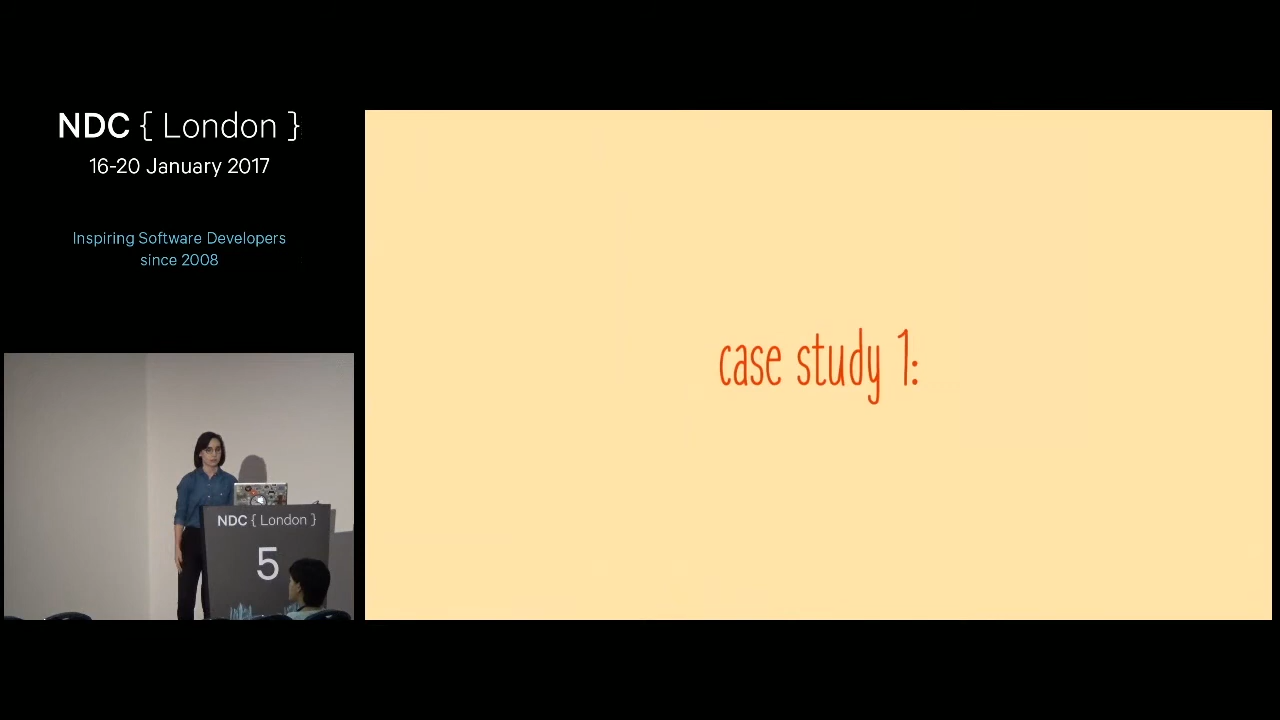 NDC { London }
16-20 January 2017
Inspiring Software Developers
since 2008
case study 1:
NDC { London }
5